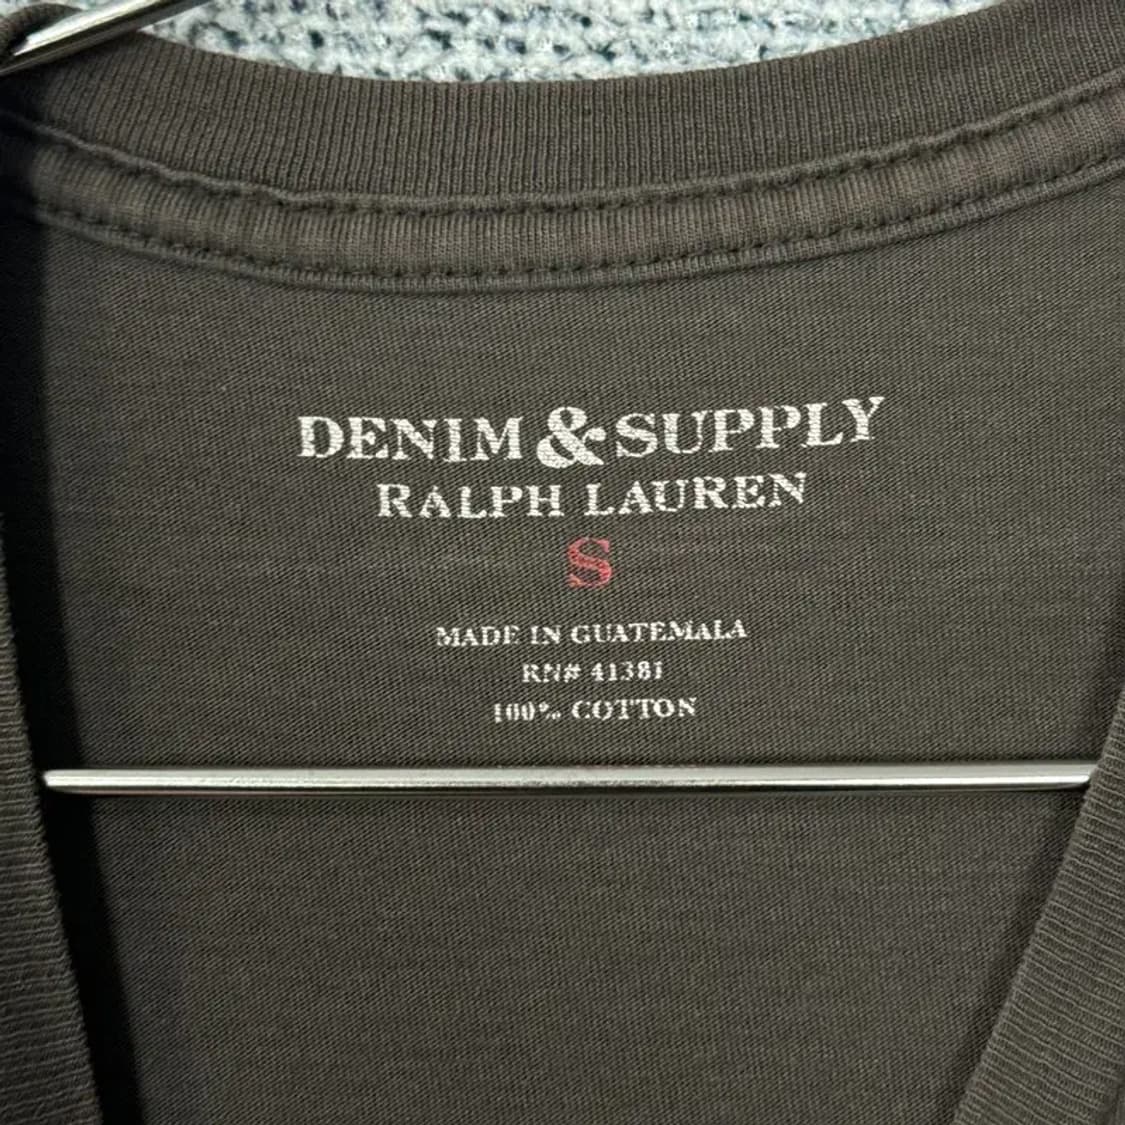 DENIM & SUPPLY
RALPH LAUREN
S
MADE IN GUATEMALA
RN# 41381
100% COTTON